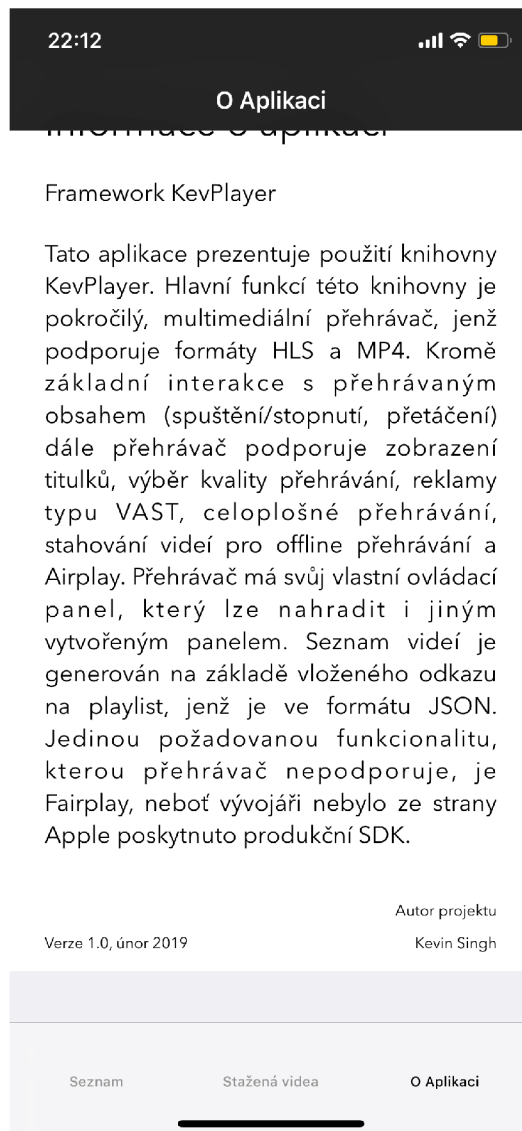 22:12
O Aplikaci
Informace o aplikaci
Framework KevPlayer
Tato aplikace prezentuje použití knihovny
KevPlayer. Hlavní funkcí této knihovny je
pokročilý, multimediální přehrávač, jenž
podporuje formáty HLS a MP4. Kromě
základní interakce s přehrávaným
obsahem (spuštění/stopnutí, přetáčení)
dále přehrávač podporuje zobrazení
titulků, výběr kvality přehrávání, reklamy
typu VAST, celoplošné přehrávání,
stahování videí pro offline přehrávání a
Airplay. Přehrávač má svůj vlastní ovládací
panel, který lze nahradit i jiným
vytvořeným panelem. Seznam videí je
generován na základě vloženého odkazu
na playlist, jenž je ve formátu JSON.
Jedinou požadovanou funkcionalitu,
kterou přehrávač nepodporuje, je
Fairplay, neboť vývojáři nebylo ze strany
Apple poskytnuto produkční SDK.
Autor projektu
Verze 1.0, únor 2019 Kevin Singh
Seznam Stažená videa O Aplikaci